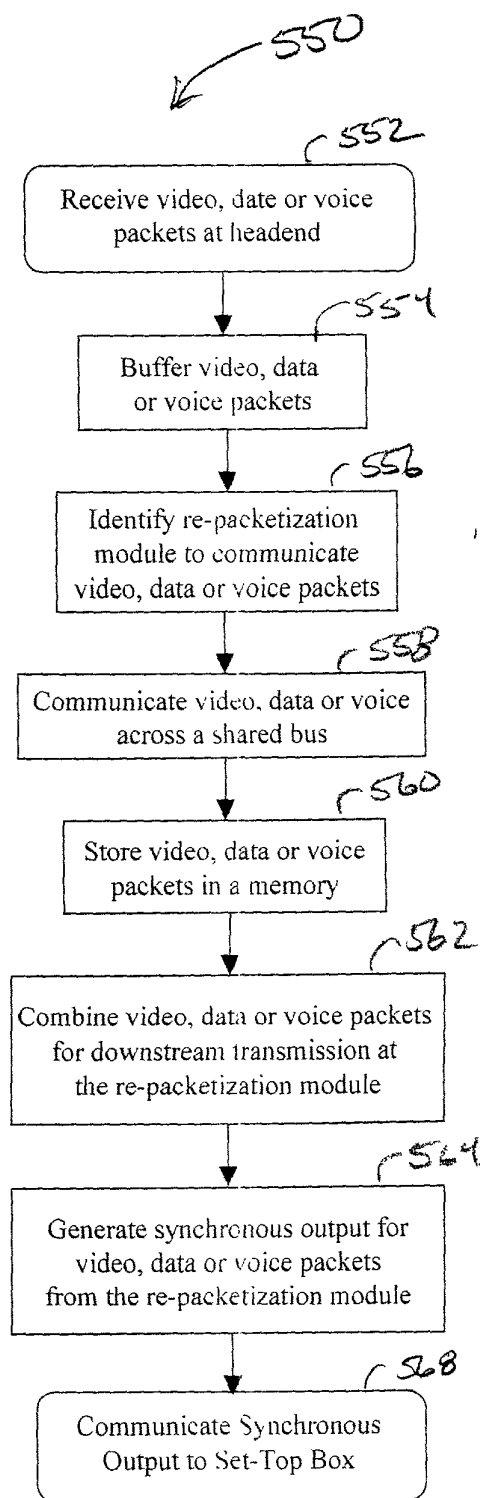 550
552
Receive video, date or voice
packets at headend
554
Buffer video, data
or voice packets
556
Identify re-packetization
module to communicate
video, data or voice packets
558
Communicate video, data or voice
across a shared bus
560
Store video, data or voice
packets in a memory
562
Combine video, data or voice packets
for downstream transmission at
the re-packetization module
564
Generate synchronous output for
video, data or voice packets
from the re-packetization module
568
Communicate Synchronous
Output to Set-Top Box